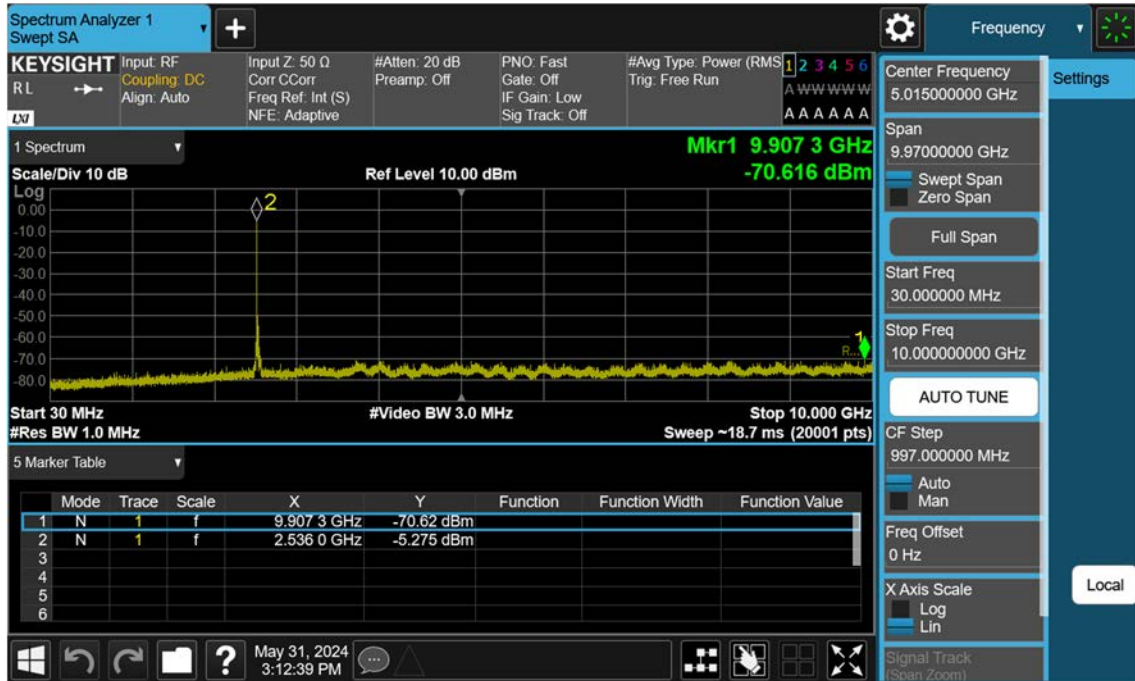 Spectrum Analyzer 1
Swept SA
Frequency
KEYSIGHT
R L
LXI
Input: RF
Coupling: DC
Align: Auto
Input Z: 50 Ω
Corr CCorr
Freq Ref: Int (S)
NFE: Adaptive
#Atten: 20 dB
Preamp: Off
PNO: Fast
Gate: Off
IF Gain: Low
Sig Track: Off
#Avg Type: Power (RMS
Trig: Free Run
1 2 3 4 5 6
A W W W W W
A A A A A A
1 Spectrum
Mkr1 9.907 3 GHz
-70.616 dBm
Scale/Div 10 dB
Ref Level 10.00 dBm
Log
0.00
-10.0
-20.0
-30.0
-40.0
-50.0
-60.0
-70.0
-80.0
2
1
R...
Start 30 MHz
#Video BW 3.0 MHz
Stop 10.000 GHz
#Res BW 1.0 MHz
Sweep ~18.7 ms (20001 pts)
5 Marker Table
Mode Trace Scale X Y Function Function Width Function Value
1 N 1 f 9.907 3 GHz -70.62 dBm
2 N 1 f 2.536 0 GHz -5.275 dBm
3
4
5
6
May 31, 2024
3:12:39 PM
Center Frequency
5.015000000 GHz
Settings
Span
9.97000000 GHz
Swept Span
Zero Span
Full Span
Start Freq
30.000000 MHz
Stop Freq
10.000000000 GHz
AUTO TUNE
CF Step
997.000000 MHz
Auto
Man
Freq Offset
0 Hz
X Axis Scale
Log
Lin
Local
Signal Track
(Span Zoom)